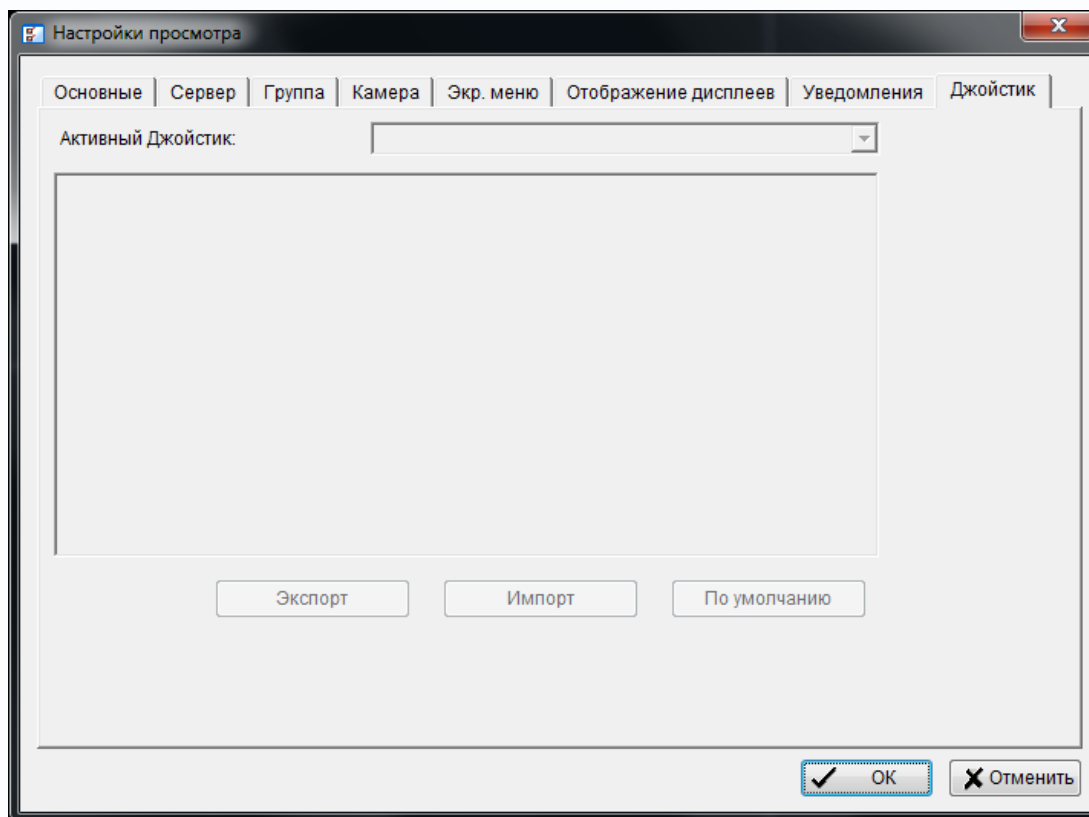 Настройки просмотра
Основные Сервер Группа Камера Экр. меню Отображение дисплеев Уведомления Джойстик
Активный Джойстик:
Экспорт Импорт По умолчанию
ОК Отменить